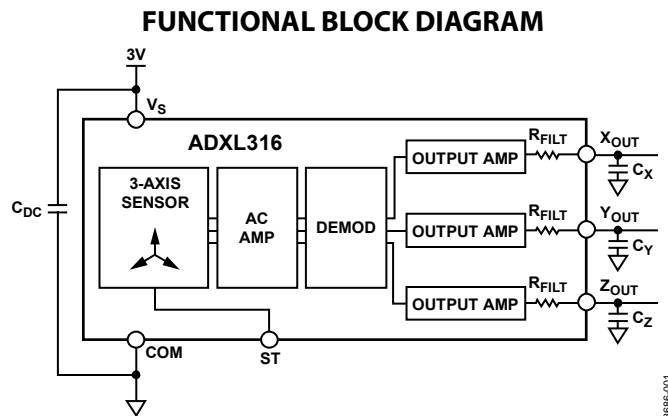 FUNCTIONAL BLOCK DIAGRAM
3V
VS
ADXL316
3-AXIS
SENSOR
AC
AMP
DEMOD
OUTPUT AMP
RFILT
XOUT
CX
OUTPUT AMP
RFILT
YOUT
CY
OUTPUT AMP
RFILT
ZOUT
CZ
CDC
COM
ST